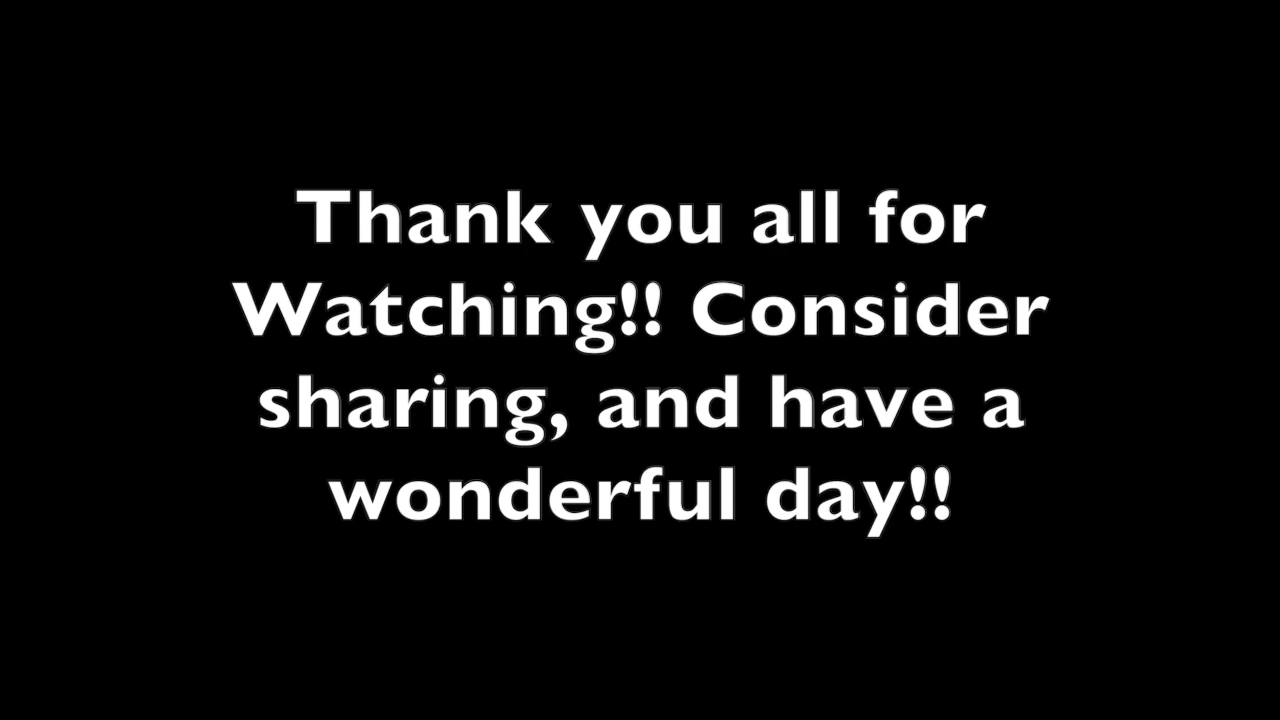 Thank you all for
Watching!! Consider
sharing, and have a
wonderful day!!